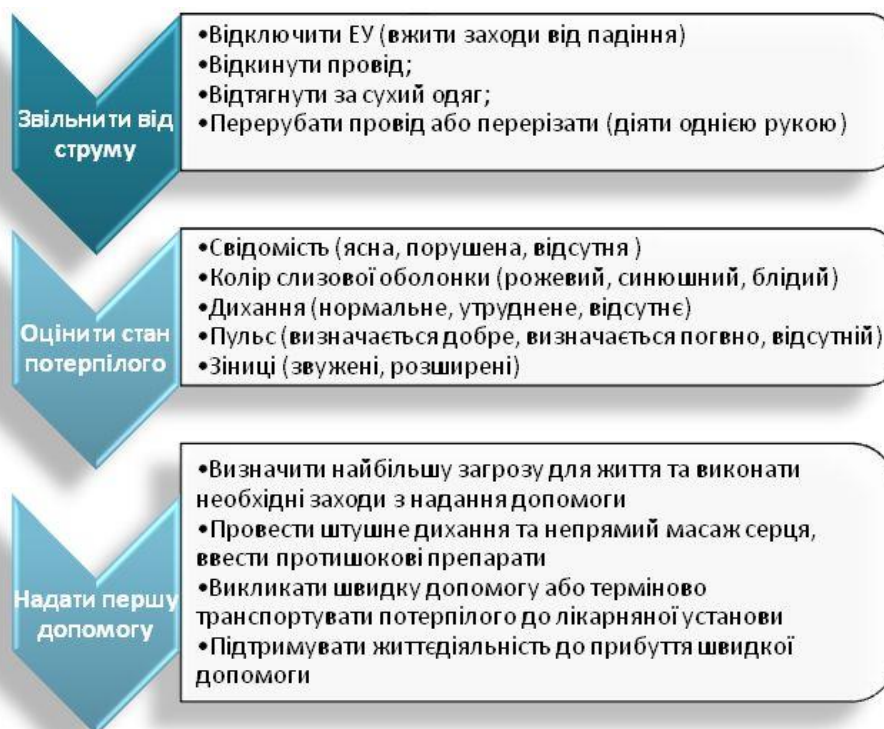 Звільнити від
струму
•Відключити ЕУ (вжити заходи від падіння)
•Відкинути провід;
•Відтягнути за сухий одяг;
•Перерубати провід або перерізати (діяти однією рукою)
Оцінити стан
потерпілого
•Свідомість (ясна, порушена, відсутня )
•Колір слизової оболонки (рожевий, синюшний, блідий)
•Дихання (нормальне, утруднене, відсутнє)
•Пульс (визначається добре, визначається погвно, відсутній)
•Зіниці (звужені, розширені)
Надати першу
допомогу
•Визначити найбільшу загрозу для життя та виконати
необхідні заходи з надання допомоги
•Провести штушне дихання та непрямий масаж серця,
ввести протишокові препарати
•Викликати швидку допомогу або терміново
транспортувати потерпілого до лікарняної установи
•Підтримувати життєдіяльність до прибуття швидкої
допомоги